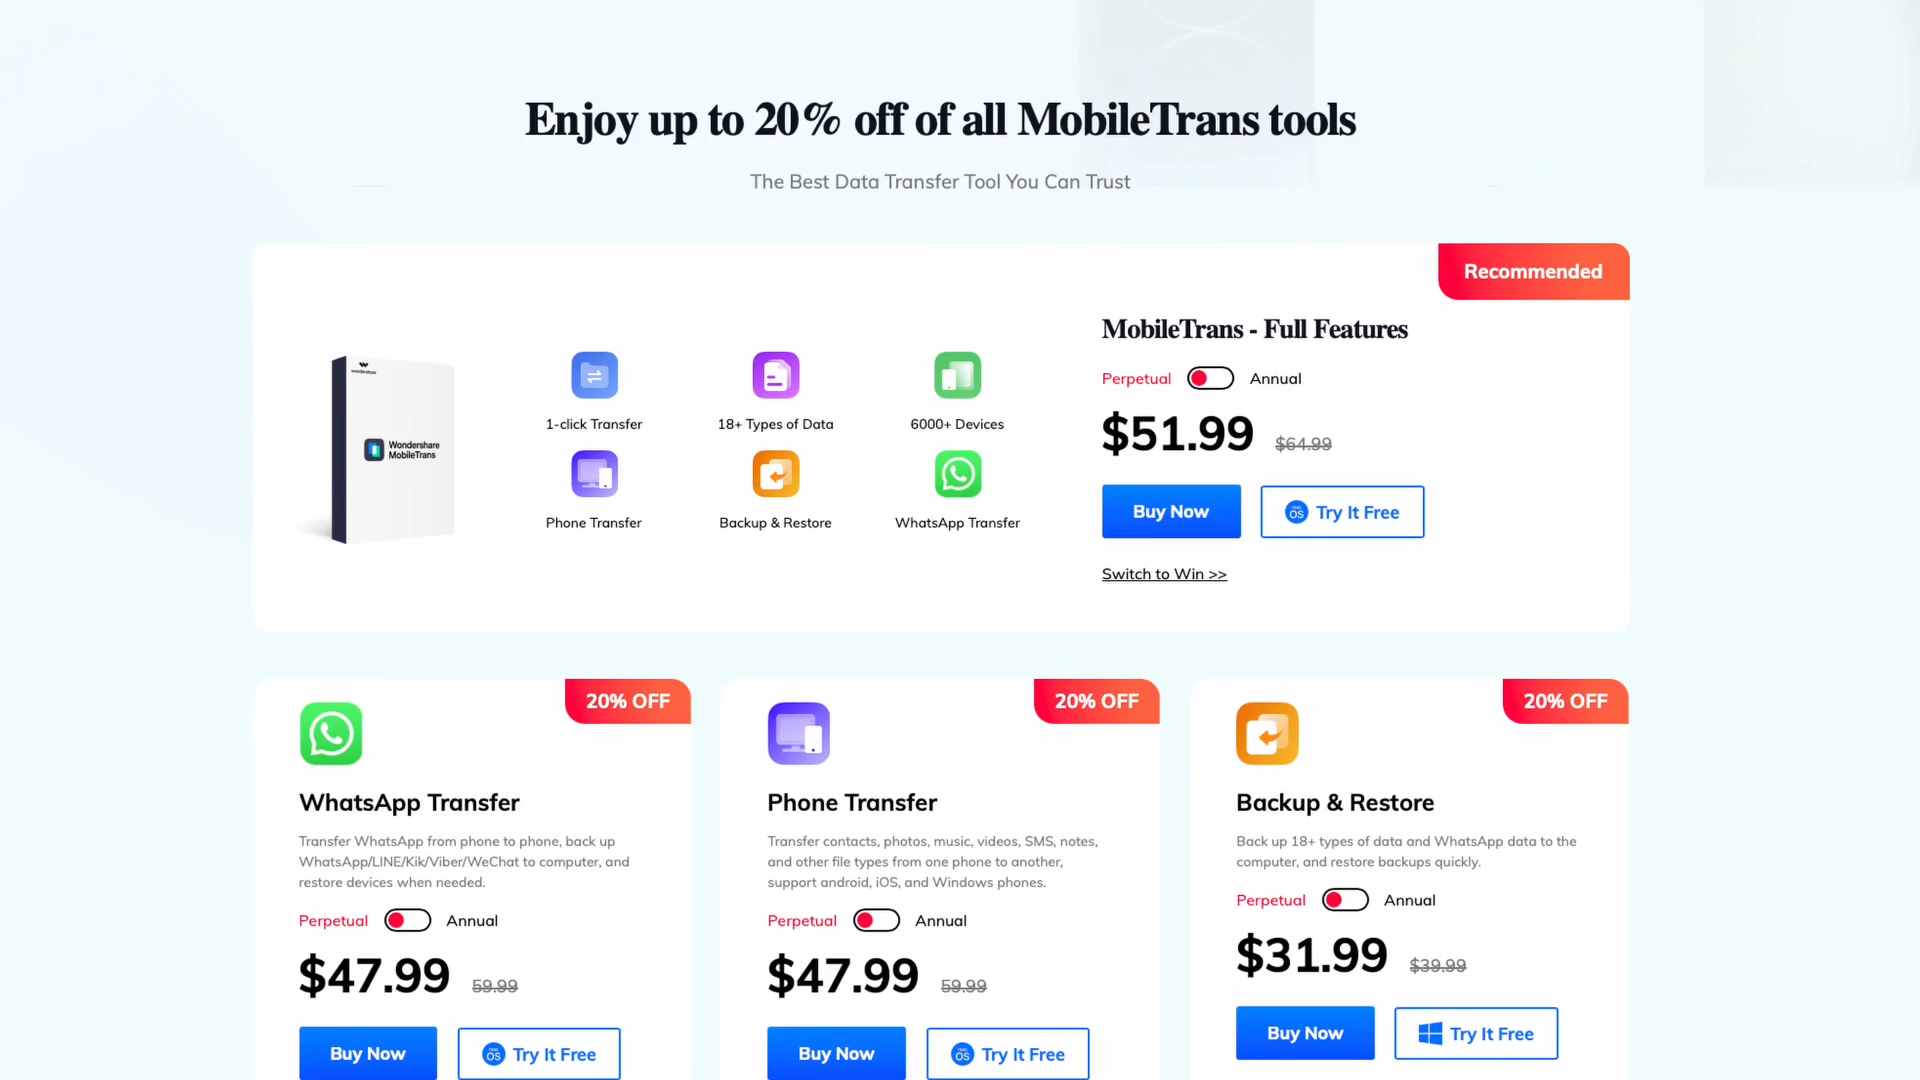 Enjoy up to 20% off of all MobileTrans tools
The Best Data Transfer Tool You Can Trust
Recommended
wondershare
Wondershare
MobileTrans
1-click Transfer
18+ Types of Data
6000+ Devices
Phone Transfer
Backup & Restore
WhatsApp Transfer
MobileTrans - Full Features
Perpetual Annual
$51.99 $64.99
Buy Now
macOS Try It Free
Switch to Win >>
20% OFF
WhatsApp Transfer
Transfer WhatsApp from phone to phone, back up
WhatsApp/LINE/Kik/Viber/WeChat to computer, and
restore devices when needed.
Perpetual Annual
$47.99 59.99
Buy Now
macOS Try It Free
20% OFF
Phone Transfer
Transfer contacts, photos, music, videos, SMS, notes,
and other file types from one phone to another,
support android, iOS, and Windows phones.
Perpetual Annual
$47.99 59.99
Buy Now
macOS Try It Free
20% OFF
Backup & Restore
Back up 18+ types of data and WhatsApp data to the
computer, and restore backups quickly.
Perpetual Annual
$31.99 $39.99
Buy Now
Try It Free